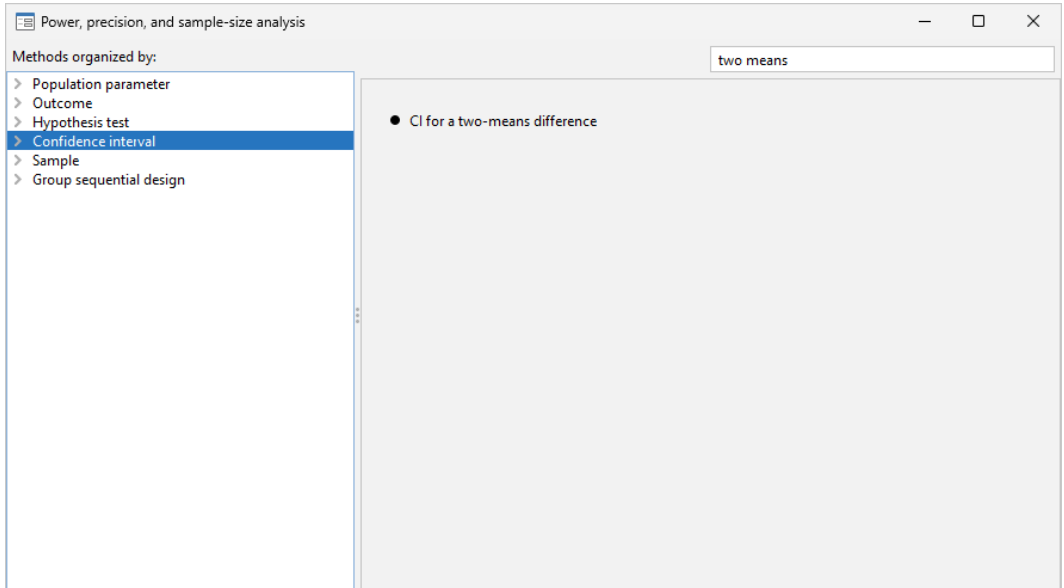 Power, precision, and sample-size analysis
Methods organized by:
two means
Population parameter
Outcome
Hypothesis test
Confidence interval
Sample
Group sequential design
CI for a two-means difference